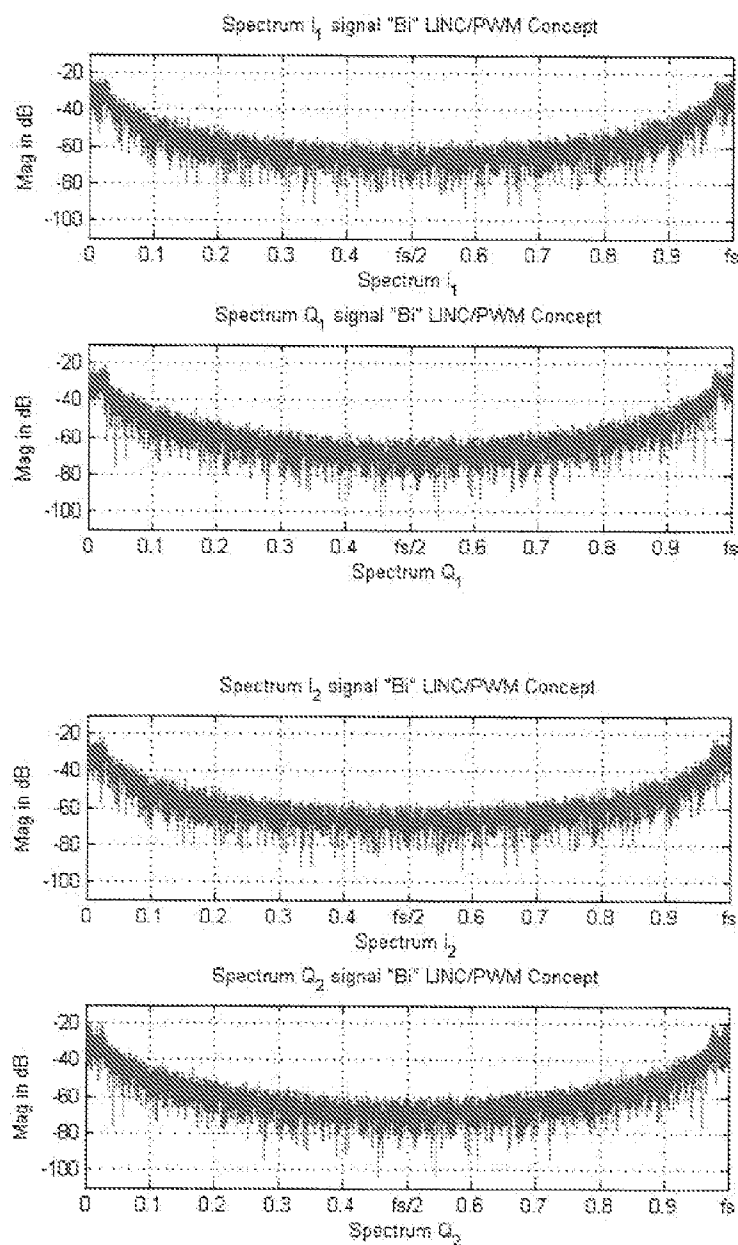 Spectrum I1 signal "Bi" LINC/PWM Concept
Mag in dB
-20
-40
-60
-80
-100
0 0.1 0.2 0.3 0.4 fs/2 0.6 0.7 0.8 0.9 fs
Spectrum I1
Spectrum Q1 signal "Bi" LINC/PWM Concept
Mag in dB
-20
-40
-60
-80
-100
0 0.1 0.2 0.3 0.4 fs/2 0.6 0.7 0.8 0.9 fs
Spectrum Q1
Spectrum I2 signal "Bi" LINC/PWM Concept
Mag in dB
-20
-40
-60
-80
-100
0 0.1 0.2 0.3 0.4 fs/2 0.6 0.7 0.8 0.9 fs
Spectrum I2
Spectrum Q2 signal "Bi" LINC/PWM Concept
Mag in dB
-20
-40
-60
-80
-100
0 0.1 0.2 0.3 0.4 fs/2 0.6 0.7 0.8 0.9 fs
Spectrum Q2